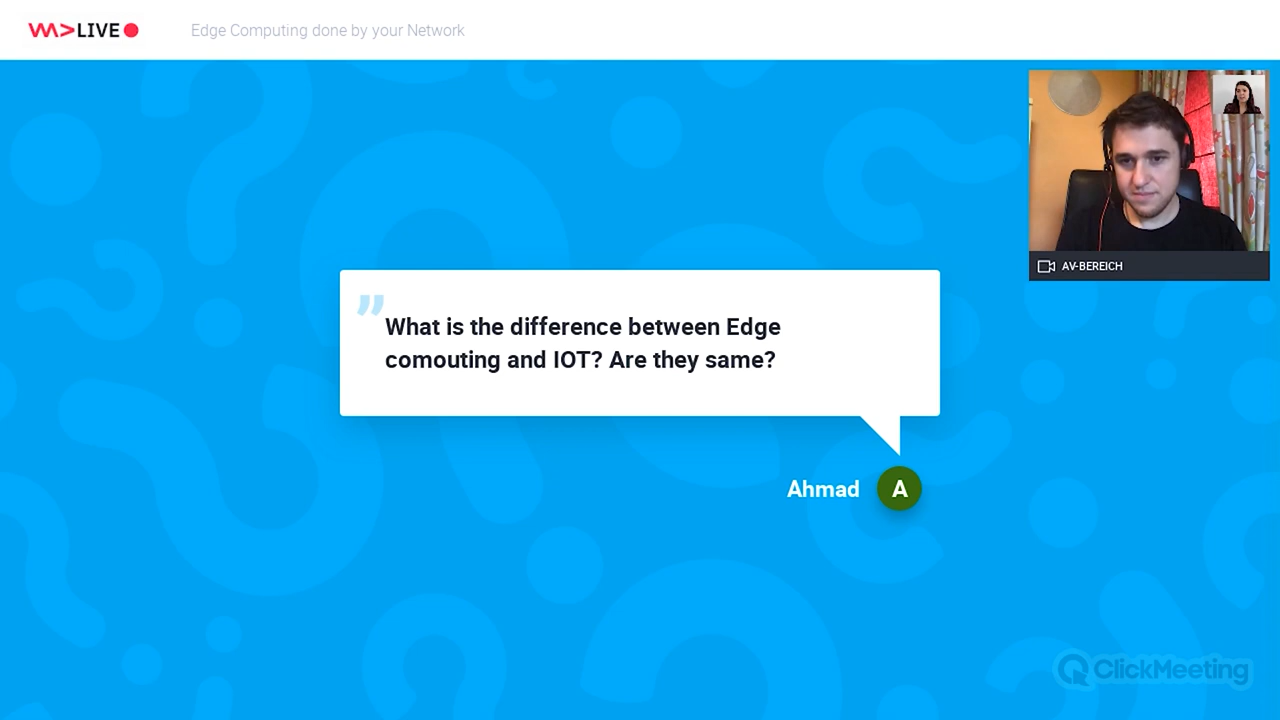 WA>LIVE
Edge Computing done by your Network
AV-BEREICH
What is the difference between Edge
comouting and IOT? Are they same?
Ahmad
A
ClickMeeting